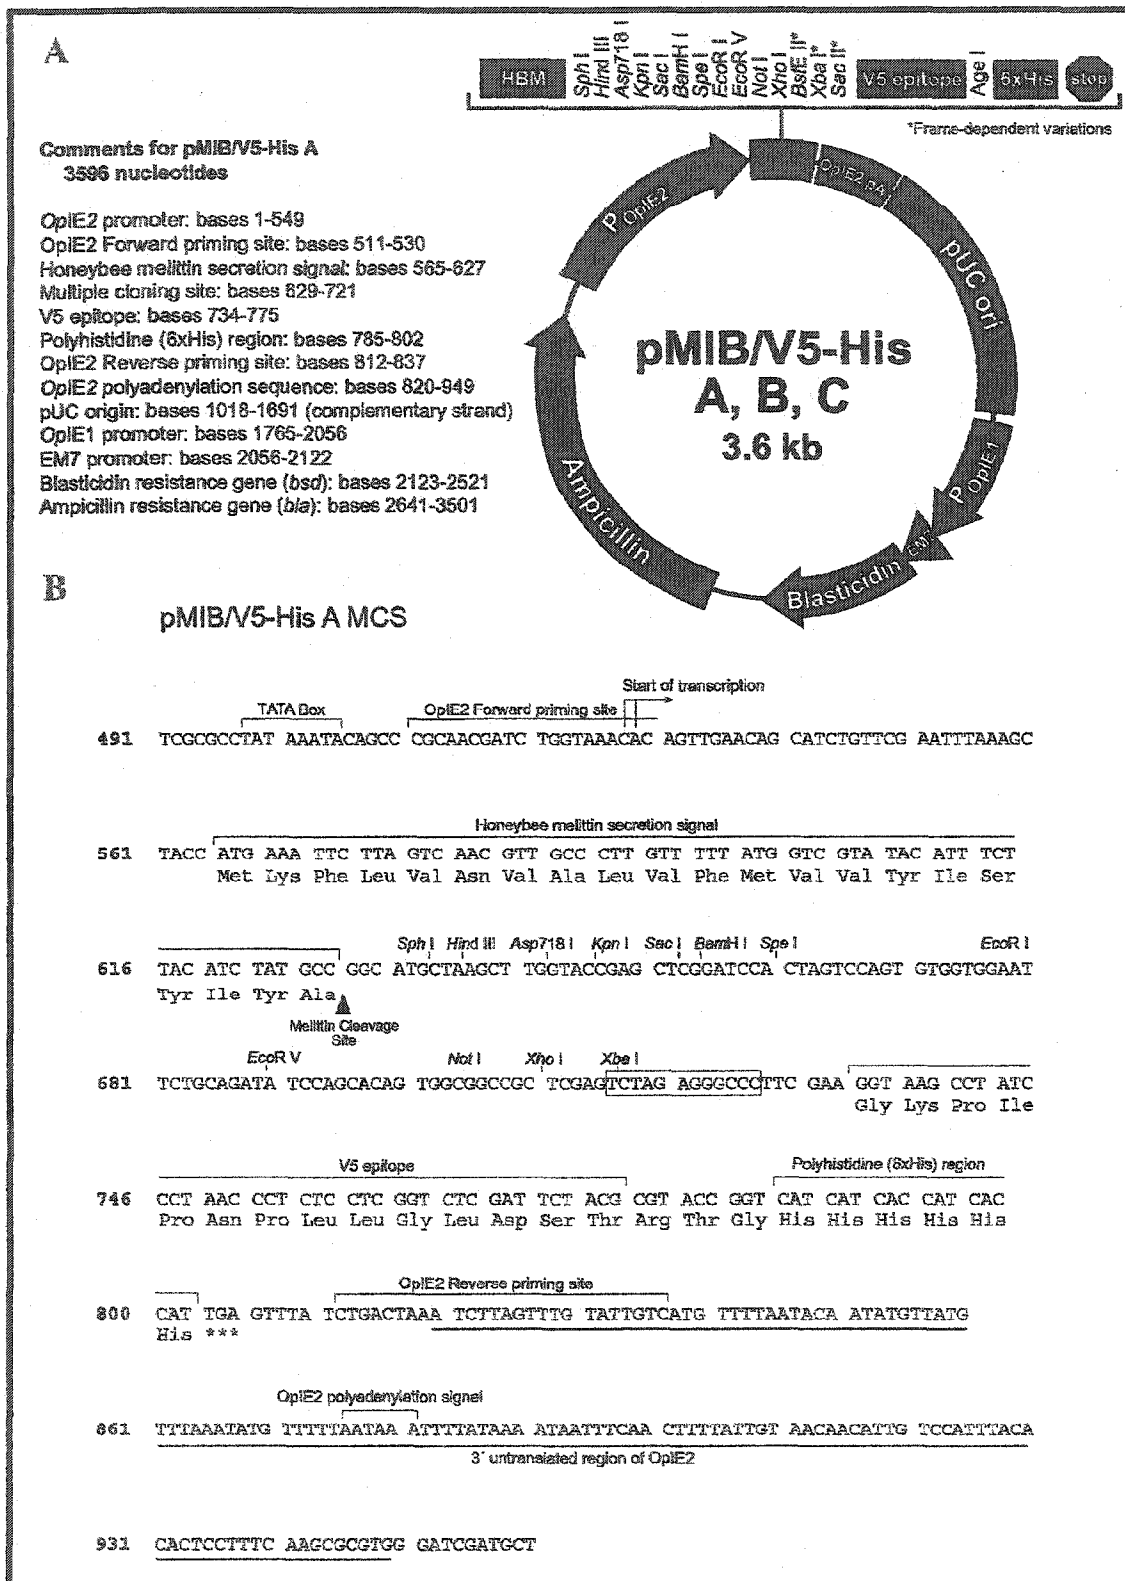 A
HBM Sph I Hind III Asp718 I Kpn I Sac I BamH I Spe I EcoR I EcoR V Not I Xho I BstE II* Xba I* Sac II* V5 epitope Age I 6xHis stop
*Frame-dependent variations
Comments for pMIB/V5-His A
3596 nucleotides
OpIE2 promoter: bases 1-549
OpIE2 Forward priming site: bases 511-530
Honeybee melittin secretion signal: bases 565-627
Multiple cloning site: bases 629-721
V5 epitope: bases 734-775
Polyhistidine (6xHis) region: bases 785-802
OpIE2 Reverse priming site: bases 812-837
OpIE2 polyadenylation sequence: bases 820-949
pUC origin: bases 1018-1691 (complementary strand)
OpIE1 promoter: bases 1765-2056
EM7 promoter: bases 2056-2122
Blasticidin resistance gene (bsd): bases 2123-2521
Ampicillin resistance gene (bla): bases 2641-3501
P OpIE2
OpIE2 pA
pUC ori
P OpIE1
EM7
Blasticidin
Ampicillin
pMIB/V5-His
A, B, C
3.6 kb
B
pMIB/V5-His A MCS
Start of transcription
TATA Box OpIE2 Forward priming site
491 TCGCGCCTAT AAATACAGCC CGCAACGATC TGGTAAACAC AGTTGAACAG CATCTGTTCG AATTTAAAGC
Honeybee melittin secretion signal
561 TACC ATG AAA TTC TTA GTC AAC GTT GCC CTT GTT TTT ATG GTC GTA TAC ATT TCT
Met Lys Phe Leu Val Asn Val Ala Leu Val Phe Met Val Val Tyr Ile Ser
Sph I Hind III Asp718 I Kpn I Sac I BamH I Spe I EcoR I
616 TAC ATC TAT GCC GGC ATGCTAAGCT TGGTACCGAG CTCGGATCCA CTAGTCCAGT GTGGTGGAAT
Tyr Ile Tyr Ala
Melittin Cleavage
Site
EcoR V Not I Xho I Xba I
681 TCTGCAGATA TCCAGCACAG TGGCGGCCGC TCGAGTCTAG AGGGCCCTTC GAA GGT AAG CCT ATC
Gly Lys Pro Ile
V5 epitope Polyhistidine (6xHis) region
746 CCT AAC CCT CTC CTC GGT CTC GAT TCT ACG CGT ACC GGT CAT CAT CAC CAT CAC
Pro Asn Pro Leu Leu Gly Leu Asp Ser Thr Arg Thr Gly His His His His His
OpIE2 Reverse priming site
800 CAT TGA GTTTA TCTGACTAAA TCTTAGTTTG TATTGTCATG TTTTAATACA ATATGTTATG
His ***
OpIE2 polyadenylation signal
861 TTTAAATATG TTTTTAATAA ATTTTATAAA ATAATTTCAA CTTTTATTGT AACAACATTG TCCATTTACA
3´ untranslated region of OpIE2
931 CACTCCTTTC AAGCGCGTGG GATCGATGCT